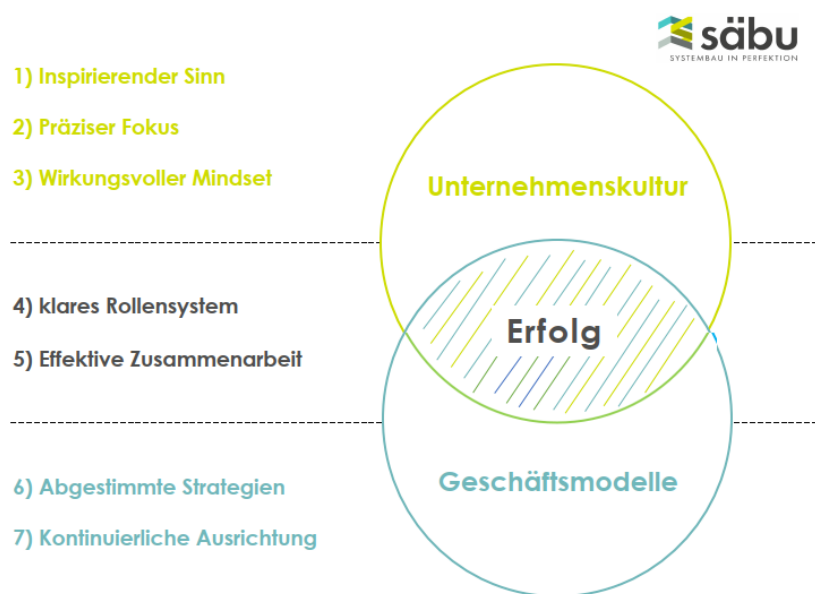 säbu
SYSTEMBAU IN PERFEKTION
1) Inspirierender Sinn
2) Präziser Fokus
3) Wirkungsvoller Mindset
Unternehmenskultur
4) klares Rollensystem
Erfolg
5) Effektive Zusammenarbeit
6) Abgestimmte Strategien
Geschäftsmodelle
7) Kontinuierliche Ausrichtung